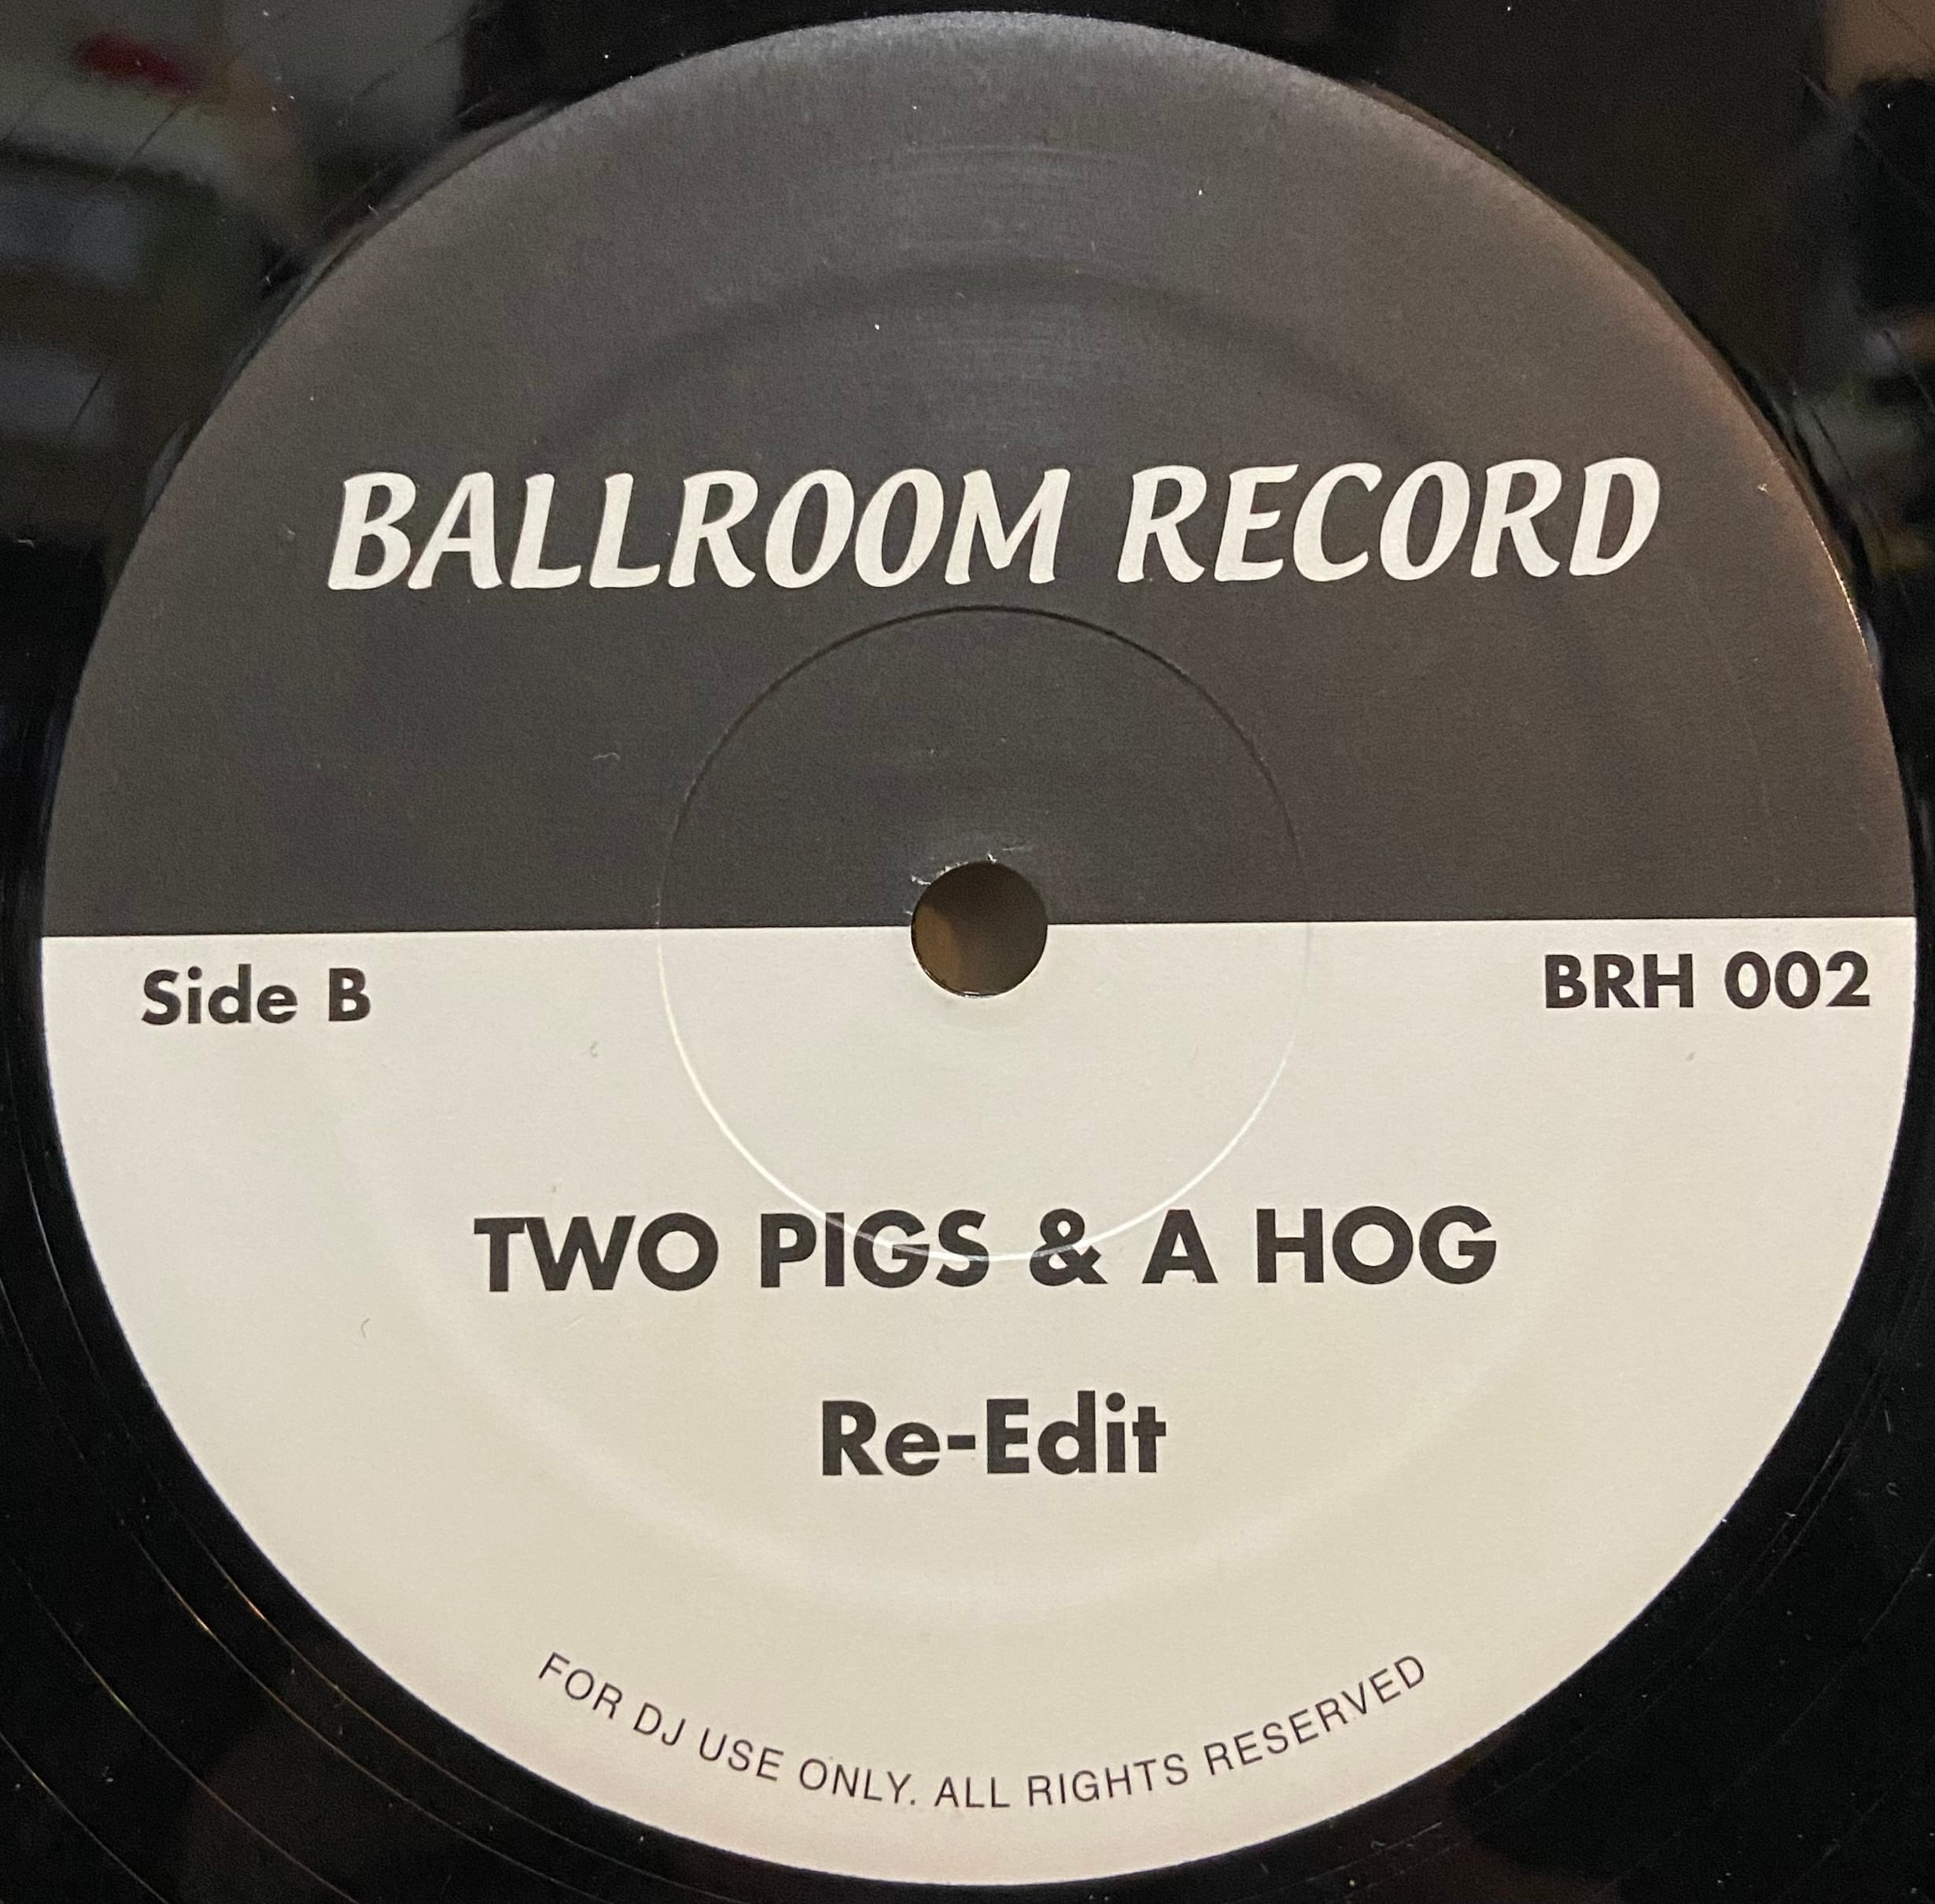 BALLROOM RECORD
Side B
BRH 002
TWO PIGS & A HOG
Re-Edit
FOR DJ USE ONLY. ALL RIGHTS RESERVED